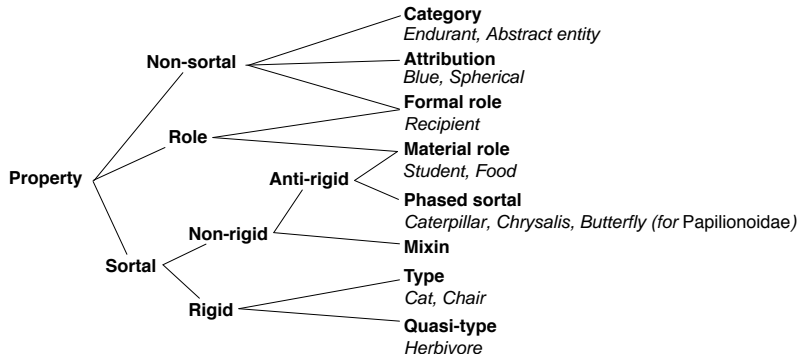 Category
Endurant, Abstract entity
Non-sortal
Attribution
Blue, Spherical
Formal role
Recipient
Role
Material role
Student, Food
Property
Anti-rigid
Phased sortal
Caterpillar, Chrysalis, Butterfly (for Papilionoidae)
Non-rigid
Mixin
Sortal
Type
Cat, Chair
Rigid
Quasi-type
Herbivore